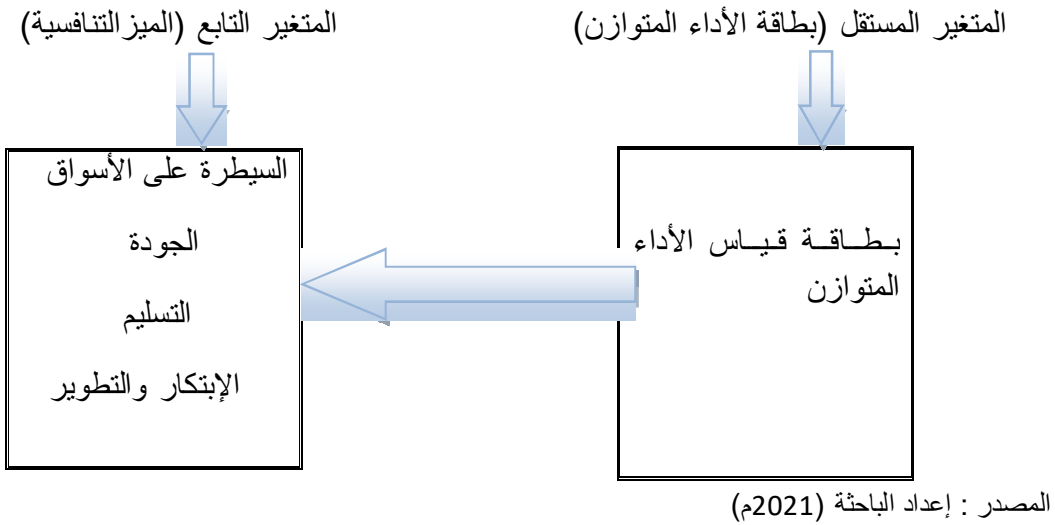 المتغير المستقل (بطاقة الأداء المتوازن)
المتغير التابع (الميزالتنافسية)
بطاقة قياس الأداء
المتوازن
السيطرة على الأسواق
الجودة
التسليم
الإبتكار والتطوير
المصدر : إعداد الباحثة (2021م)